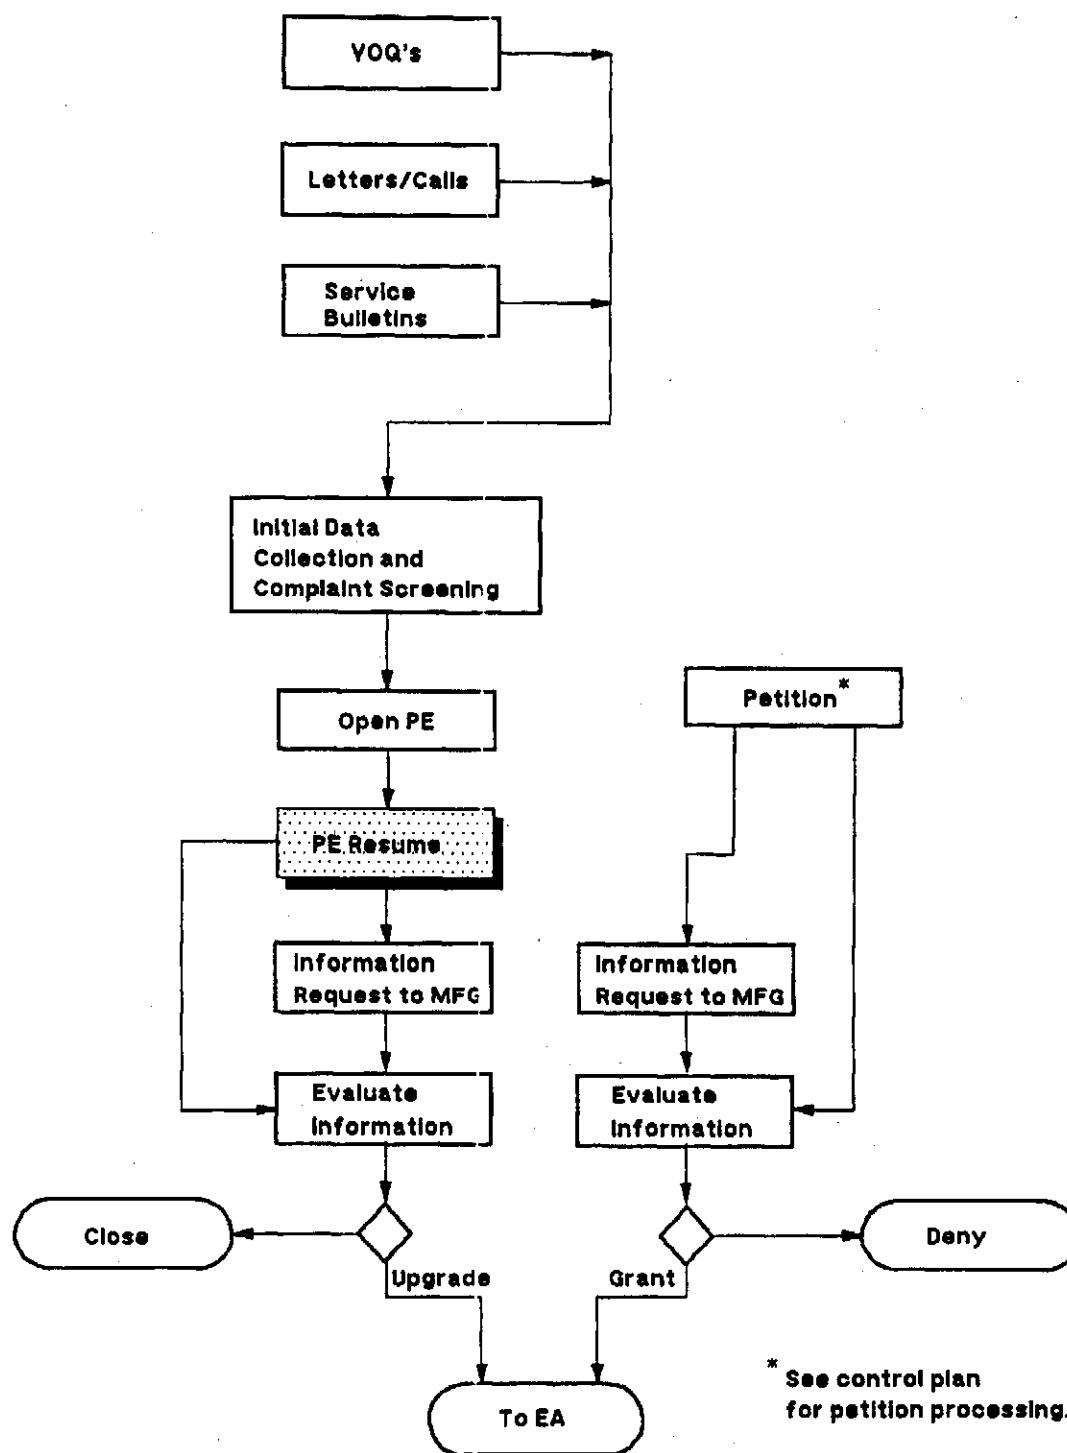 VOQ's
Letters/Calls
Service
Bulletins
Initial Data
Collection and
Complaint Screening
Open PE
Petition*
PE Resume
Information
Request to MFG
Information
Request to MFG
Evaluate
Information
Evaluate
Information
Close
Deny
Upgrade
Grant
To EA
* See control plan
for petition processing.